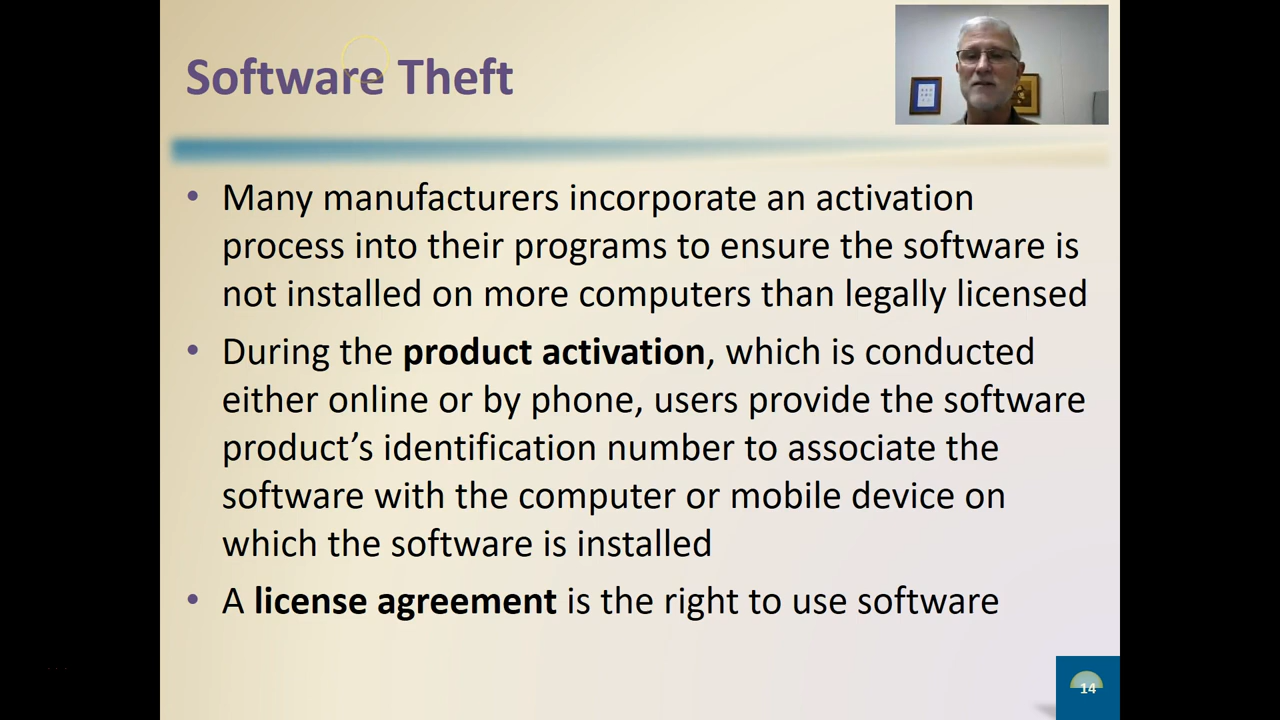 Software Theft
• Many manufacturers incorporate an activation
process into their programs to ensure the software is
not installed on more computers than legally licensed
• During the product activation, which is conducted
either online or by phone, users provide the software
product’s identification number to associate the
software with the computer or mobile device on
which the software is installed
• A license agreement is the right to use software
14